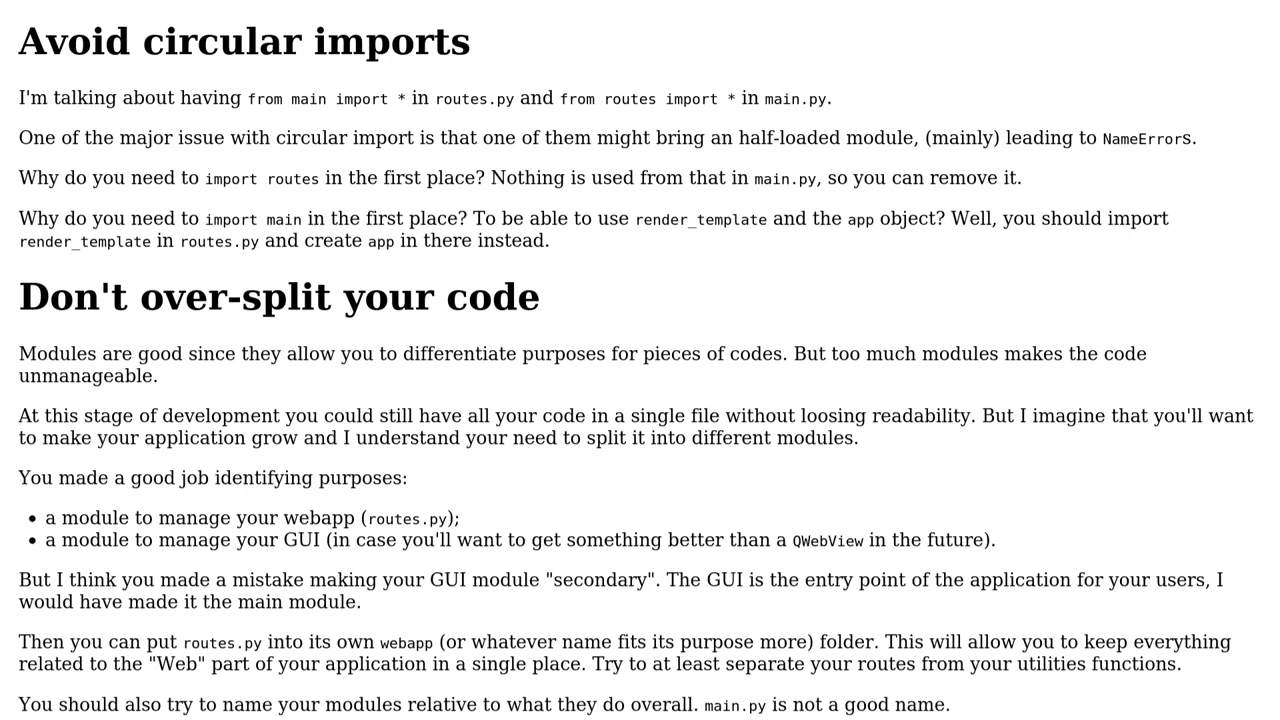 Avoid circular imports
I'm talking about having from main import * in routes.py and from routes import * in main.py.
One of the major issue with circular import is that one of them might bring an half-loaded module, (mainly) leading to NameErrors.
Why do you need to import routes in the first place? Nothing is used from that in main.py, so you can remove it.
Why do you need to import main in the first place? To be able to use render_template and the app object? Well, you should import
render_template in routes.py and create app in there instead.
Don't over-split your code
Modules are good since they allow you to differentiate purposes for pieces of codes. But too much modules makes the code
unmanageable.
At this stage of development you could still have all your code in a single file without loosing readability. But I imagine that you'll want
to make your application grow and I understand your need to split it into different modules.
You made a good job identifying purposes:
• a module to manage your webapp (routes.py);
• a module to manage your GUI (in case you'll want to get something better than a QWebView in the future).
But I think you made a mistake making your GUI module "secondary". The GUI is the entry point of the application for your users, I
would have made it the main module.
Then you can put routes.py into its own webapp (or whatever name fits its purpose more) folder. This will allow you to keep everything
related to the "Web" part of your application in a single place. Try to at least separate your routes from your utilities functions.
You should also try to name your modules relative to what they do overall. main.py is not a good name.